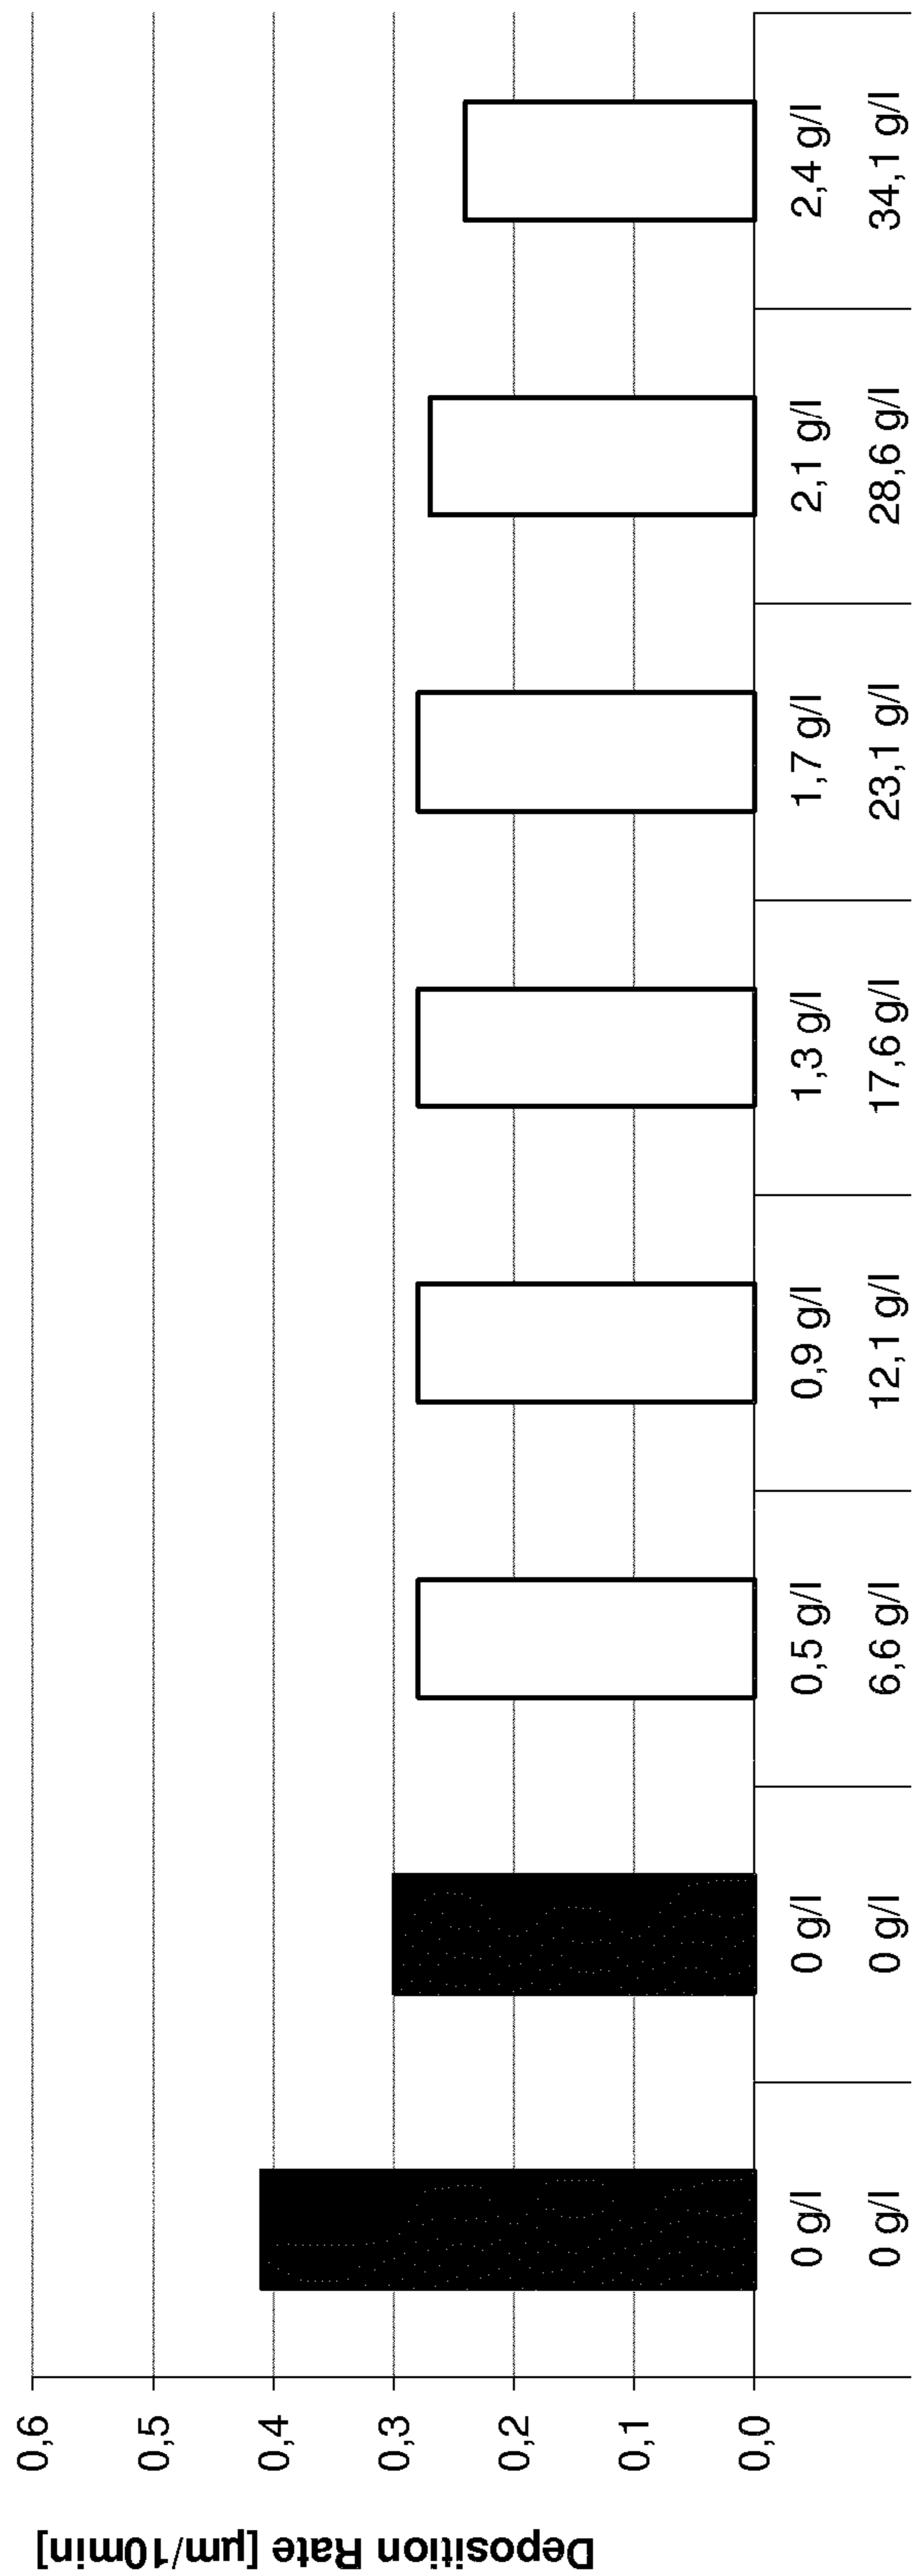 Deposition Rate [µm/10min]
0,6
0,5
0,4
0,3
0,2
0,1
0,0
0 g/l 0 g/l 0,5 g/l 0,9 g/l 1,3 g/l 1,7 g/l 2,1 g/l 2,4 g/l
0 g/l 0 g/l 6,6 g/l 12,1 g/l 17,6 g/l 23,1 g/l 28,6 g/l 34,1 g/l